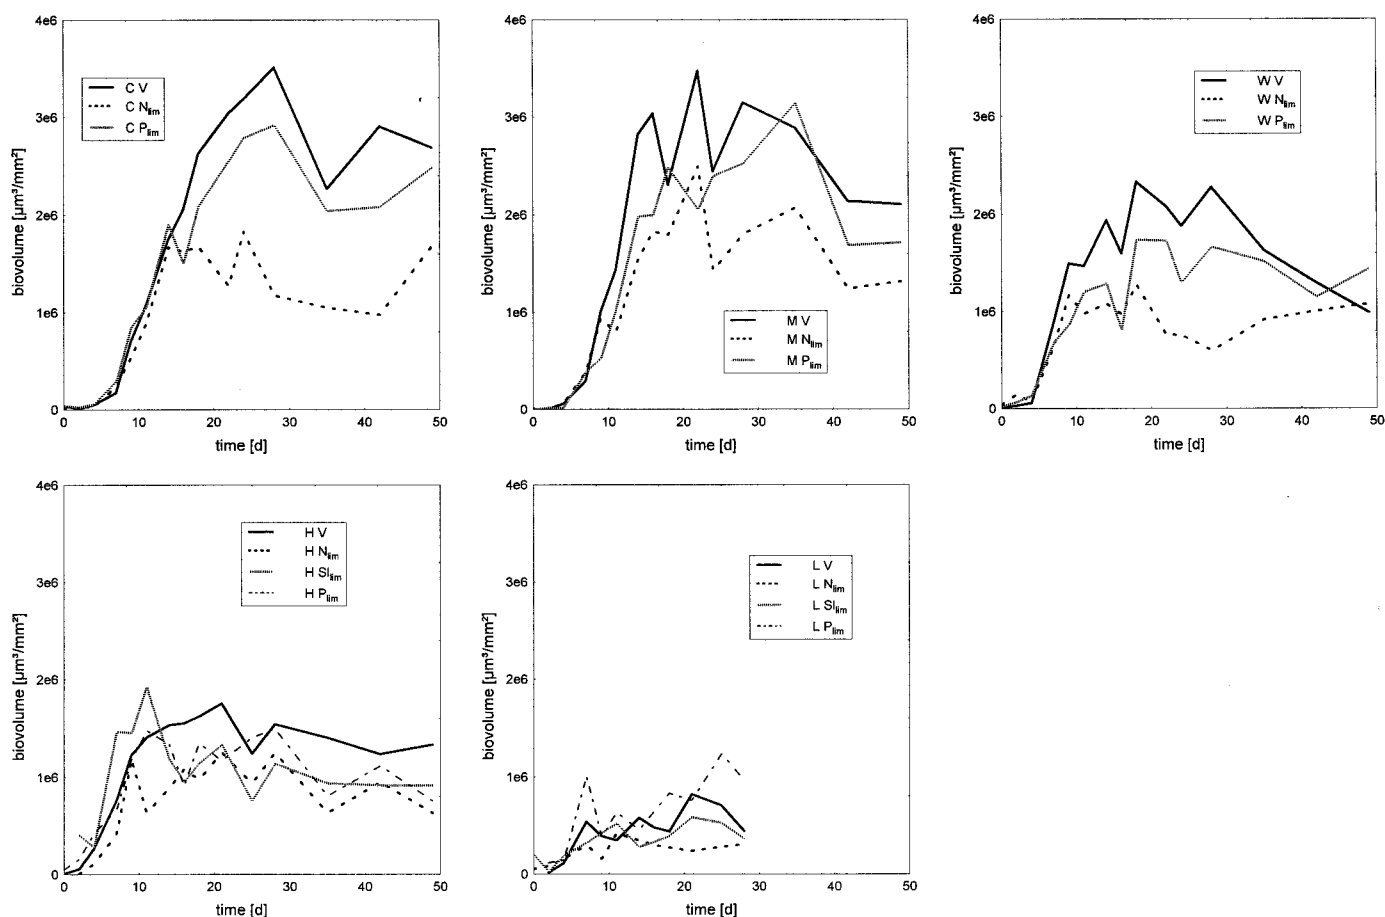 4e6
3e6
2e6
1e6
0
biovolume [µm³/mm²]
C V
C Nlim
C Plim
0 10 20 30 40 50
time [d]
4e6
3e6
2e6
1e6
0
biovolume [µm³/mm²]
M V
M Nlim
M Plim
0 10 20 30 40 50
time [d]
4e6
3e6
2e6
1e6
0
biovolume [µm³/mm²]
W V
W Nlim
W Plim
0 10 20 30 40 50
time [d]
4e6
3e6
2e6
1e6
0
biovolume [µm³/mm²]
H V
H Nlim
H SIlim
H Plim
0 10 20 30 40 50
time [d]
4e6
3e6
2e6
1e6
0
biovolume [µm³/mm²]
L V
L Nlim
L SIlim
L Plim
0 10 20 30 40 50
time [d]